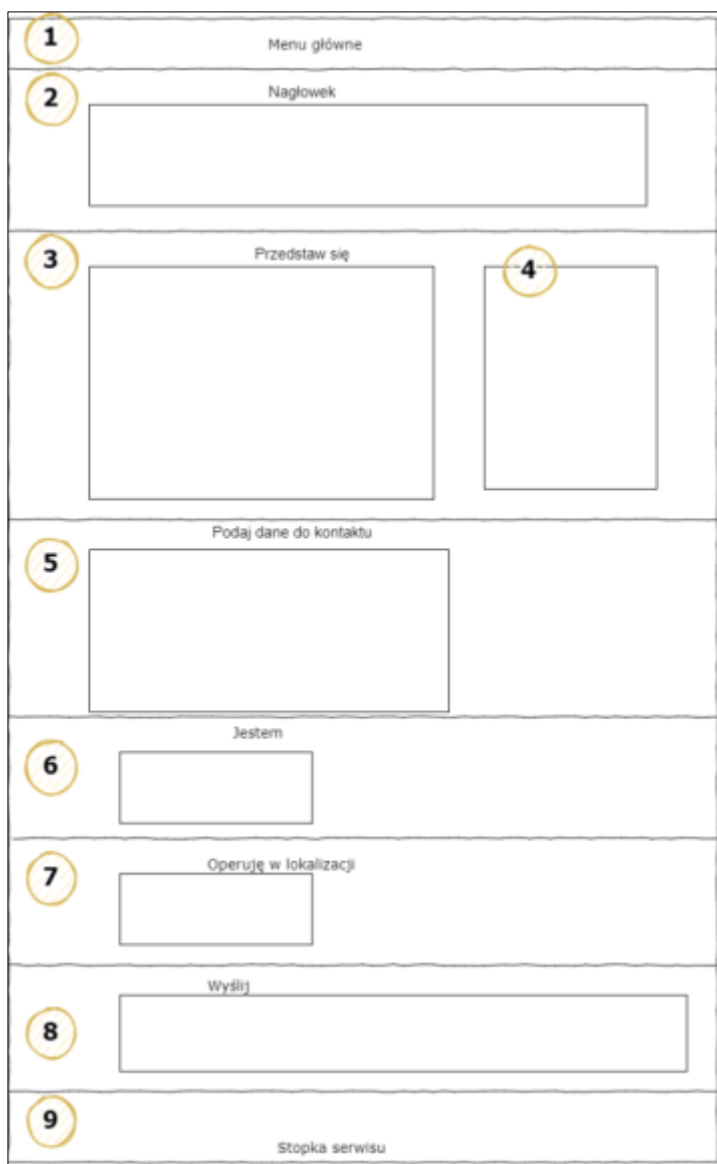 1
Menu główne
2
Nagłowek
3
Przedstaw się
4
Podaj dane do kontaktu
5
Jestem
6
Operuję w lokalizacji
7
Wyślij
8
9
Stopka serwisu